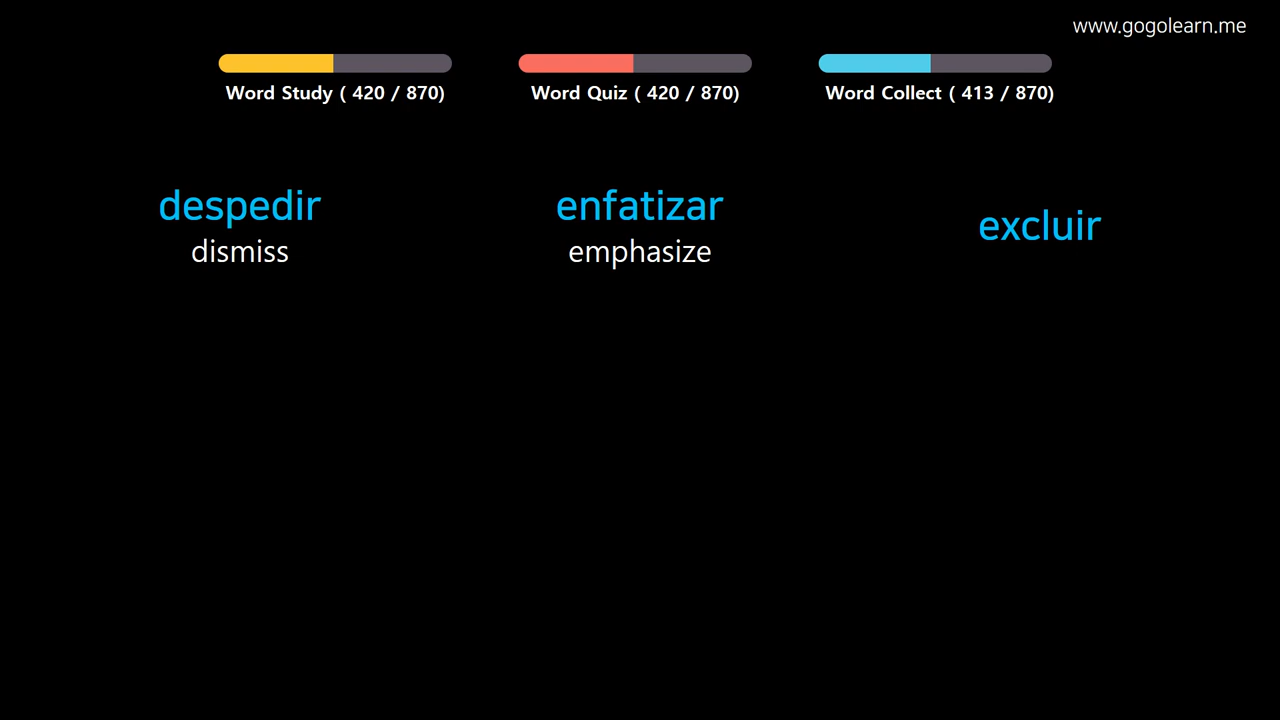 www.gogolearn.me
Word Study ( 420 / 870)
Word Quiz ( 420 / 870)
Word Collect ( 413 / 870)
despedir
dismiss
enfatizar
emphasize
excluir